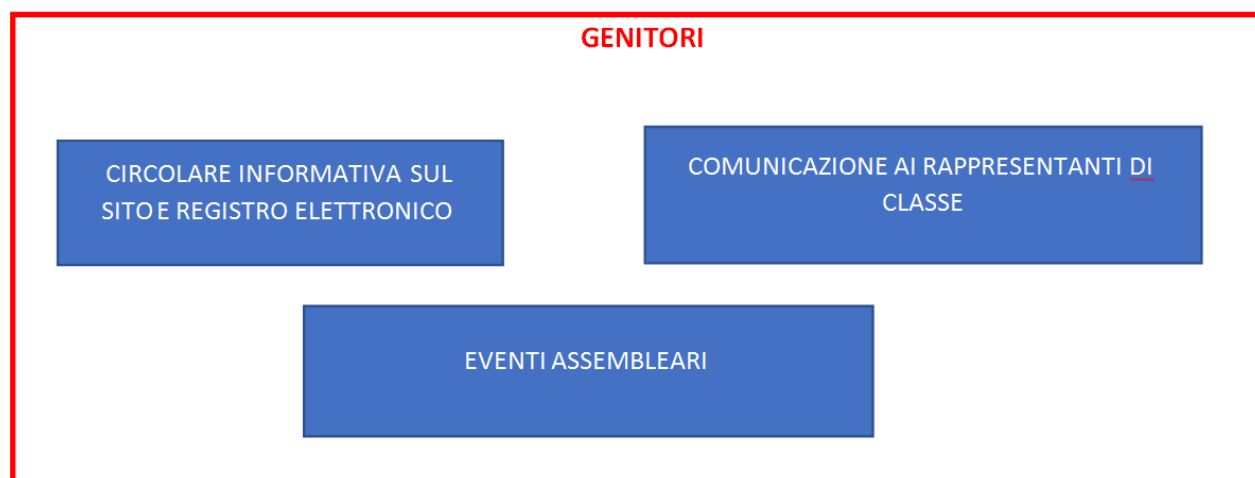 GENITORI
CIRCOLARE INFORMATIVA SUL
SITO E REGISTRO ELETTRONICO
COMUNICAZIONE AI RAPPRESENTANTI DI
CLASSE
EVENTI ASSEMBLEARI